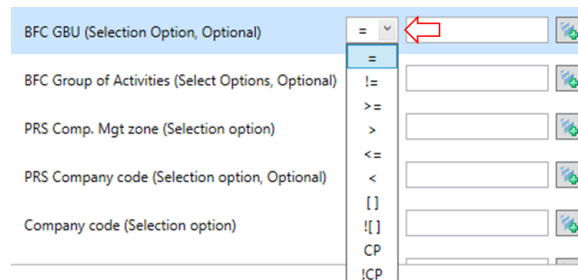 BFC GBU (Selection Option, Optional) =
=
BFC Group of Activities (Select Options, Optional) !=
>=
PRS Comp. Mgt zone (Selection option) >
<=
PRS Company code (Selection option, Optional) <
[ ]
Company code (Selection option) ![ ]
CP
!CP